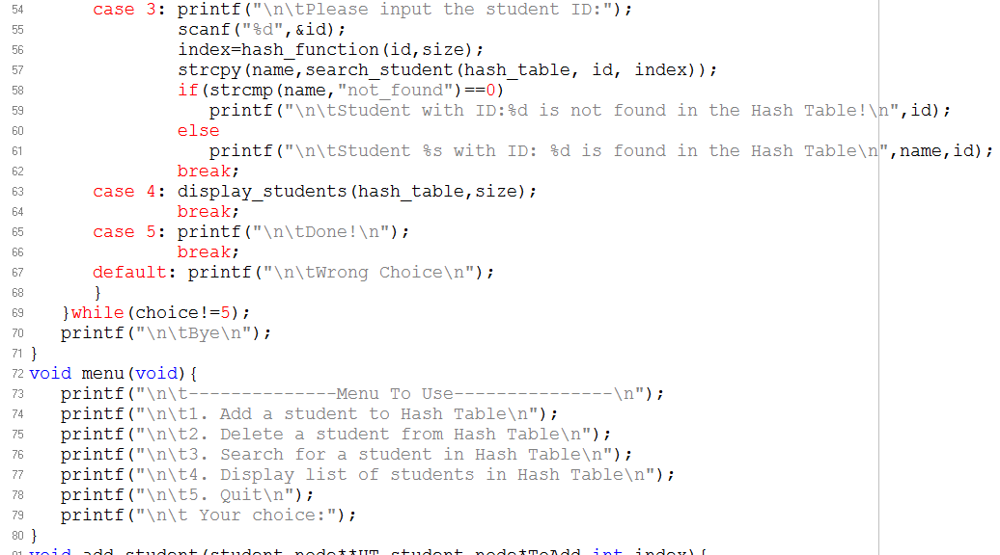 54 case 3: printf("\n\tPlease input the student ID:");
55 scanf("%d",&id);
56 index=hash_function(id,size);
57 strcpy(name,search_student(hash_table, id, index));
58 if(strcmp(name,"not_found")==0)
59 printf("\n\tStudent with ID:%d is not found in the Hash Table!\n",id);
60 else
61 printf("\n\tStudent %s with ID: %d is found in the Hash Table\n",name,id);
62 break;
63 case 4: display_students(hash_table,size);
64 break;
65 case 5: printf("\n\tDone!\n");
66 break;
67 default: printf("\n\tWrong Choice\n");
68 }
69 }while(choice!=5);
70 printf("\n\tBye\n");
71 }
72 void menu(void){
73 printf("\n\t--------------Menu To Use---------------\n");
74 printf("\n\t1. Add a student to Hash Table\n");
75 printf("\n\t2. Delete a student from Hash Table\n");
76 printf("\n\t3. Search for a student in Hash Table\n");
77 printf("\n\t4. Display list of students in Hash Table\n");
78 printf("\n\t5. Quit\n");
79 printf("\n\t Your choice:");
80 }
81 void add_student(student_node**HT,student_node*ToAdd,int index){